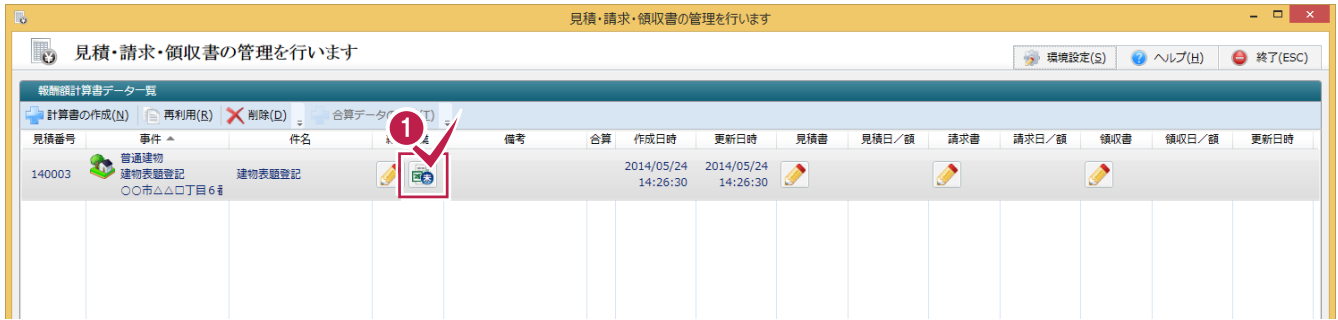 見積・請求・領収書の管理を行います
見積・請求・領収書の管理を行います
環境設定(S) ヘルプ(H) 終了(ESC)
報酬額計算書データ一覧
計算書の作成(N) 再利用(R) 削除(D) 合算データの
1
見積番号 事件 件名 備考 合算 作成日時 更新日時 見積書 見積日/額 請求書 請求日/額 領収書 領収日/額 更新日時
普通建物
140003 建物表題登記 建物表題登記 未 2014/05/24 14:26:30 2014/05/24 14:26:30
○○市△△□丁目6番